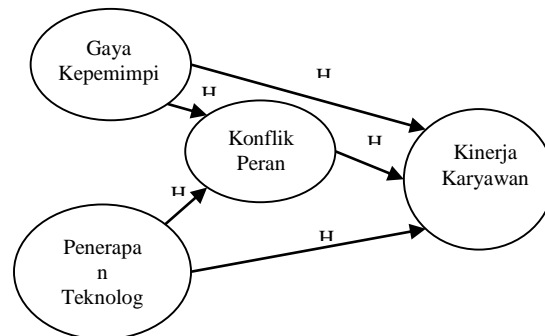 Gaya
Kepemimpi
H
H
Konflik
Peran
H
Kinerja
Karyawan
H
Penerapa
n
Teknolog
H